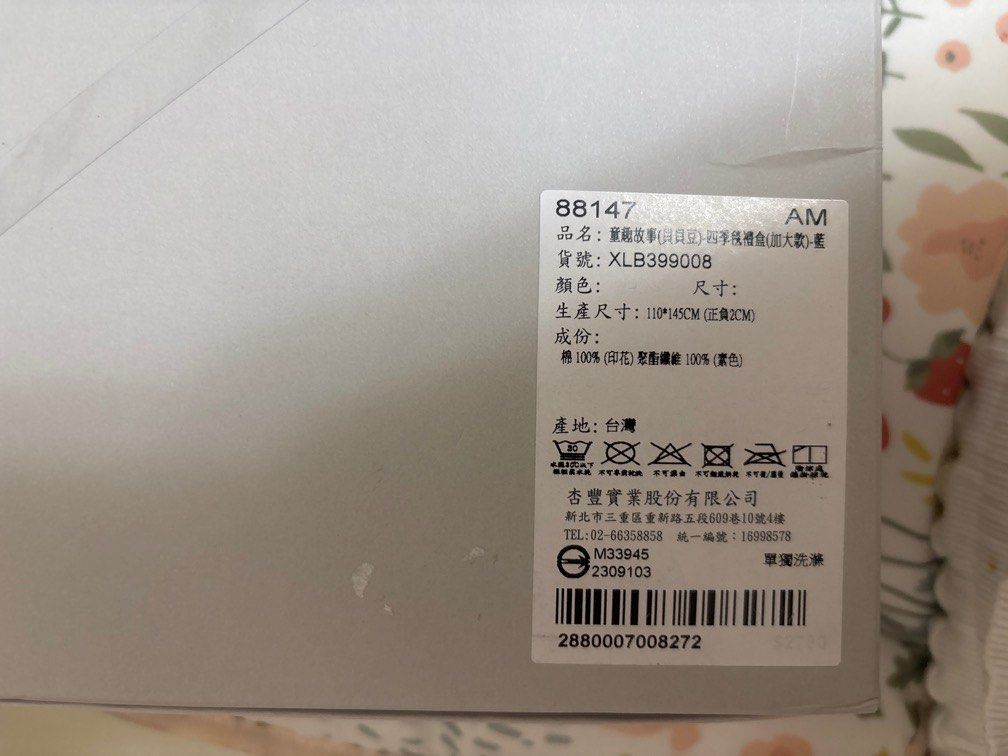 88147 AM
品名: 童趣故事(貝貝豆)-四季毯禮盒(加大款)-藍
貨號: XLB399008
顏色: 尺寸:
生產尺寸: 110*145CM (正負2CM)
成份:
棉 100% (印花) 聚酯纖維 100% (素色)
產地: 台灣
30
杏豐實業股份有限公司
新北市三重區重新路五段609巷10號4樓
TEL:02-66358858 統一編號:16998578
M33945
2309103 單獨洗滌
2880007008272